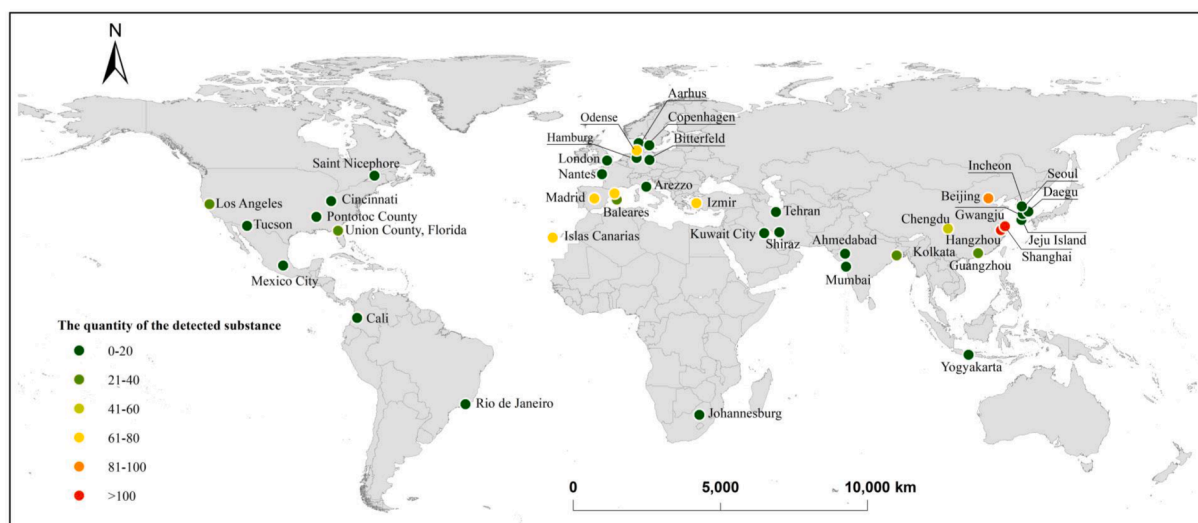 N
Aarhus
Odense
Copenhagen
Hamburg
Bitterfeld
London
Saint Nicephore
Nantes
Arezzo
Incheon
Seoul
Cincinnati
Madrid
Beijing
Daegu
Los Angeles
Baleares
Izmir
Tehran
Gwangju
Pontotoc County
Chengdu
Tucson
Union County, Florida
Islas Canarias
Kuwait City
Shiraz
Ahmedabad
Hangzhou
Jeju Island
Kolkata
Shanghai
Guangzhou
Mexico City
Mumbai
Cali
The quantity of the detected substance
0-20
21-40
41-60
61-80
81-100
>100
Yogyakarta
Rio de Janeiro
Johannesburg
0 5,000 10,000 km